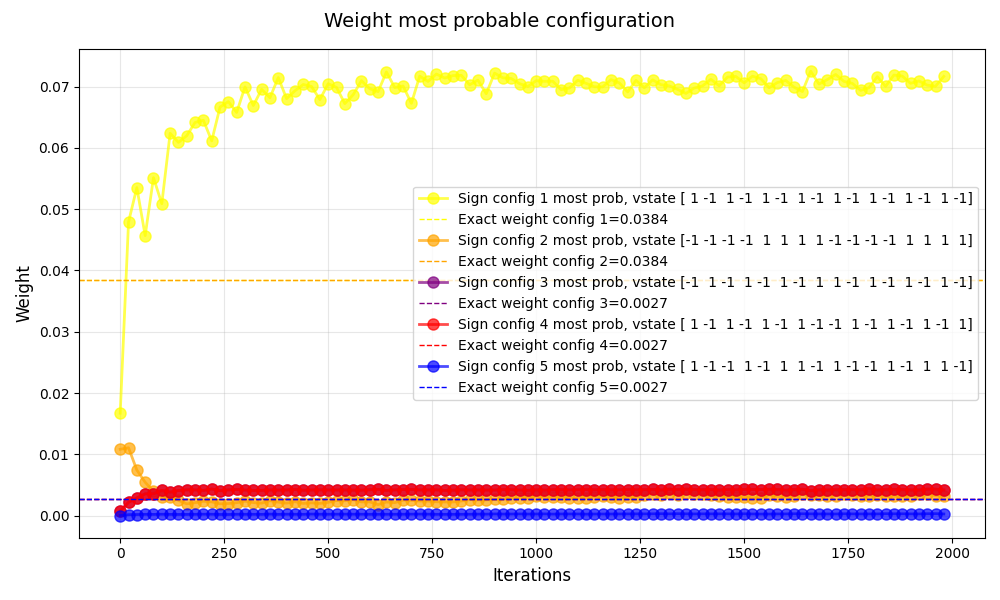 Weight most probable configuration
Weight
0.07
0.06
0.05
0.04
0.03
0.02
0.01
0.00
Sign config 1 most prob, vstate [ 1 -1  1 -1  1 -1  1 -1  1 -1  1 -1  1 -1  1 -1]
Exact weight config 1=0.0384
Sign config 2 most prob, vstate [-1 -1 -1 -1  1  1  1  1 -1 -1 -1 -1  1  1  1  1]
Exact weight config 2=0.0384
Sign config 3 most prob, vstate [-1  1 -1  1 -1  1 -1  1  1 -1  1 -1  1 -1  1 -1]
Exact weight config 3=0.0027
Sign config 4 most prob, vstate [ 1 -1  1 -1  1 -1  1 -1 -1  1 -1  1 -1  1 -1  1]
Exact weight config 4=0.0027
Sign config 5 most prob, vstate [ 1 -1 -1  1 -1  1  1 -1  1 -1 -1  1 -1  1  1 -1]
Exact weight config 5=0.0027
0
250
500
750
1000
1250
1500
1750
2000
Iterations